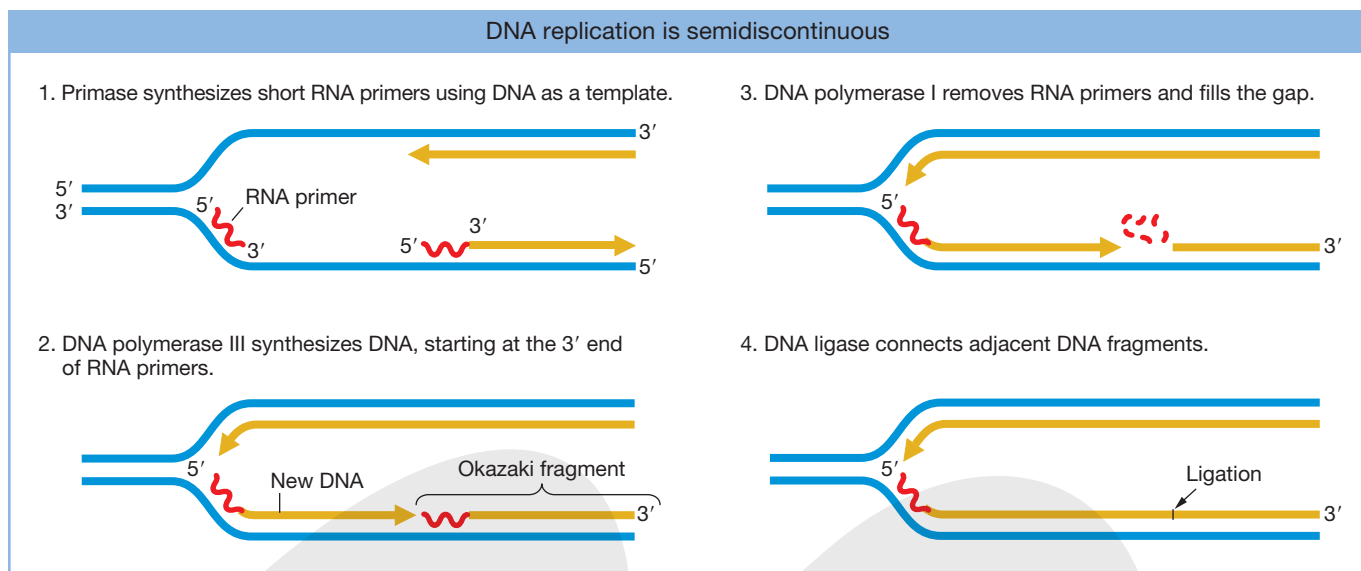 DNA replication is semidiscontinuous
1. Primase synthesizes short RNA primers using DNA as a template.
3′
5′
3′
5′
RNA primer
3′
5′
3′
5′
2. DNA polymerase III synthesizes DNA, starting at the 3′ end
of RNA primers.
5′
New DNA
Okazaki fragment
3′
3. DNA polymerase I removes RNA primers and fills the gap.
5′
3′
4. DNA ligase connects adjacent DNA fragments.
5′
Ligation
3′